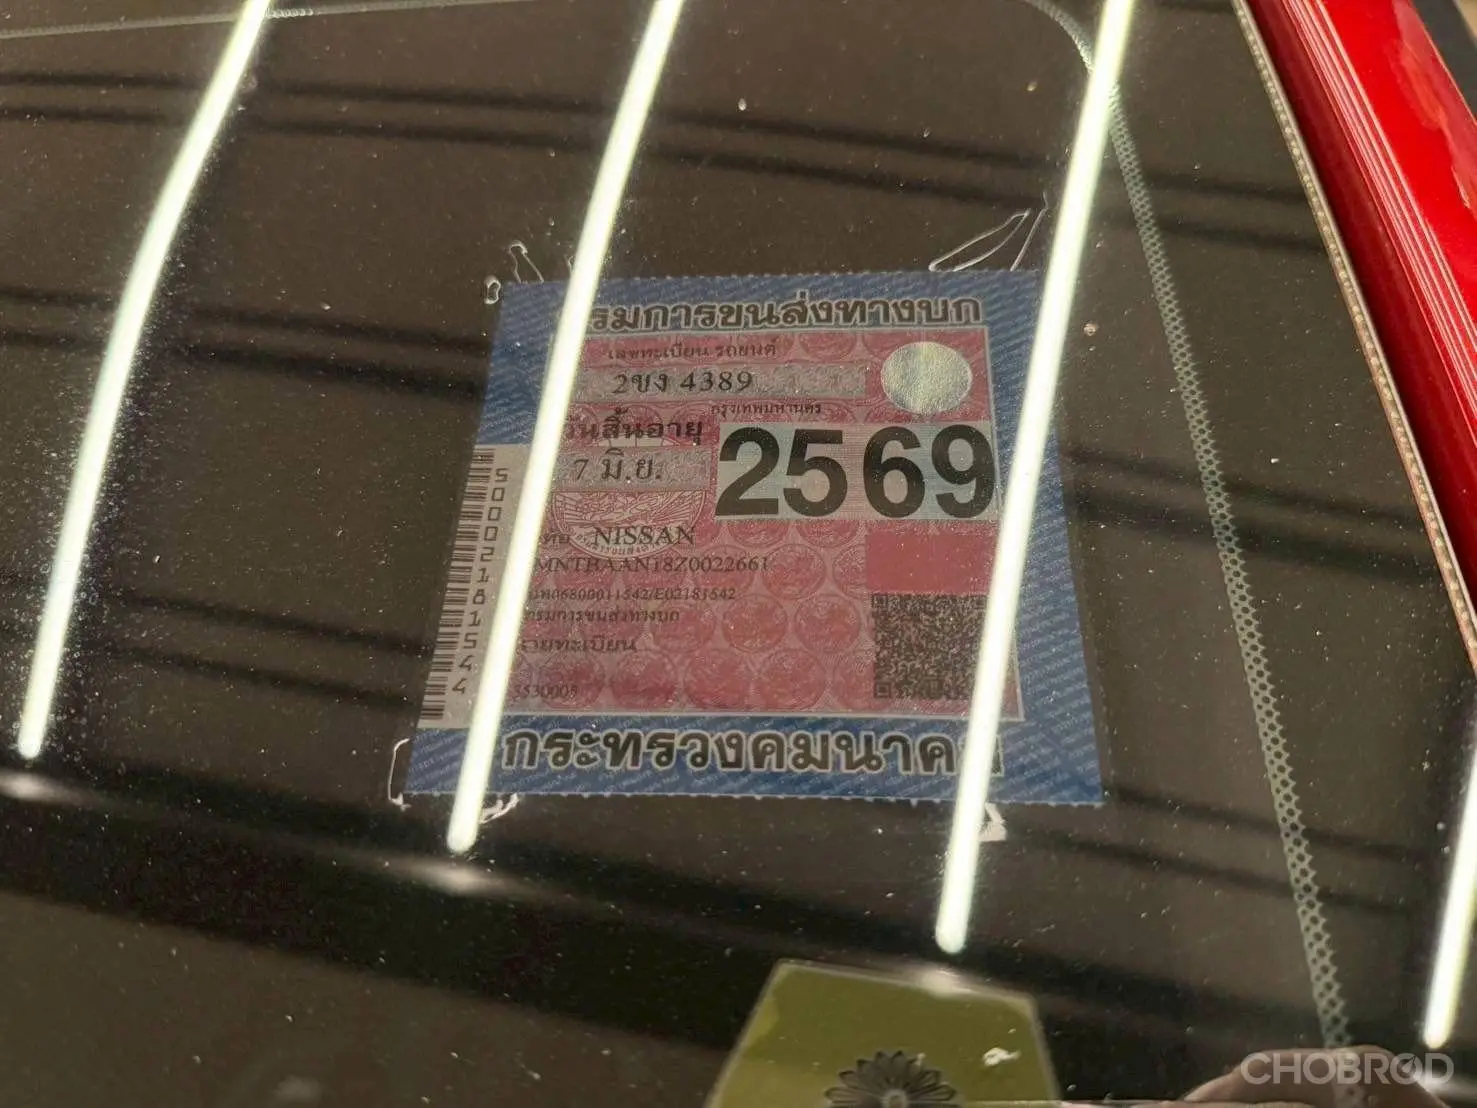 กรมการขนส่งทางบก
เลขทะเบียน รถยนต์
2ขง 4389
กรุงเทพมหานคร
วันสิ้นอายุ
2569
7 มิ.ย.
NISSAN
MNTBAAN18Z0022661
06800011542/E02181542
กรมการขนส่งทางบก
นายทะเบียน
5000218154 4
กระทรวงคมนาคม
CHOBROD